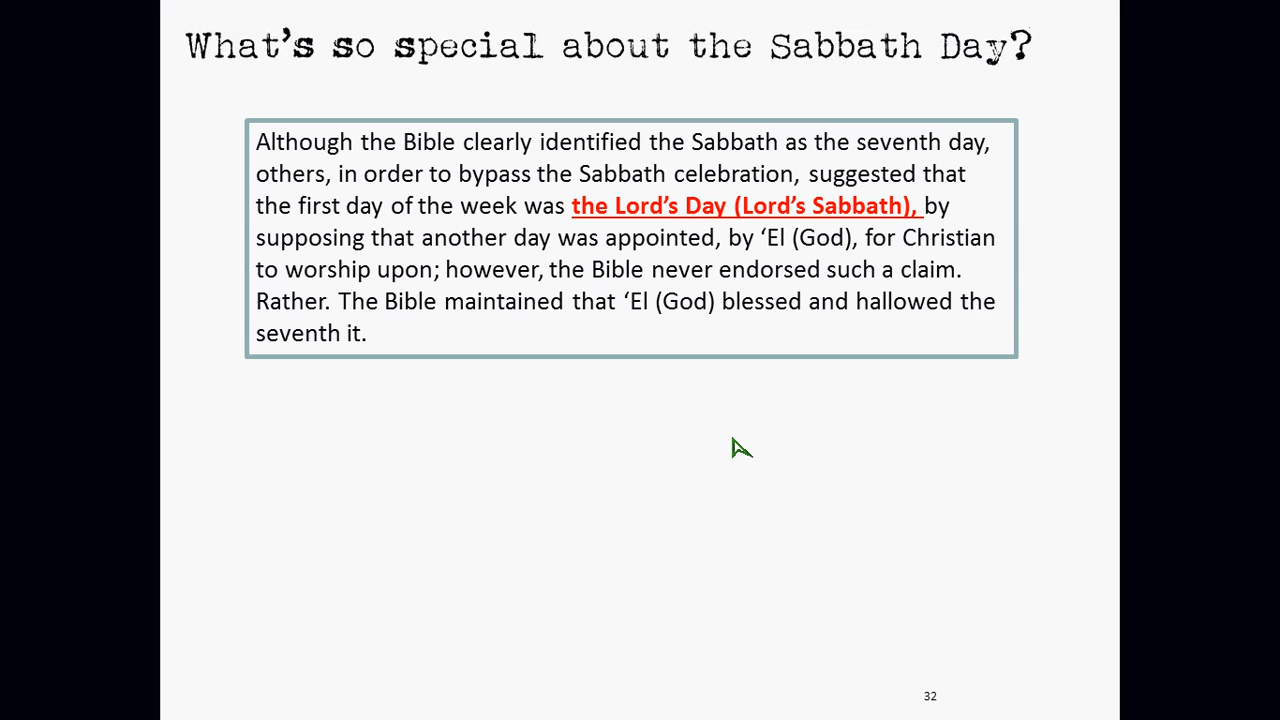 What's so special about the Sabbath Day?
Although the Bible clearly identified the Sabbath as the seventh day,
others, in order to bypass the Sabbath celebration, suggested that
the first day of the week was the Lord's Day (Lord's Sabbath), by
supposing that another day was appointed, by ‘El (God), for Christian
to worship upon; however, the Bible never endorsed such a claim.
Rather. The Bible maintained that ‘El (God) blessed and hallowed the
seventh it.
32